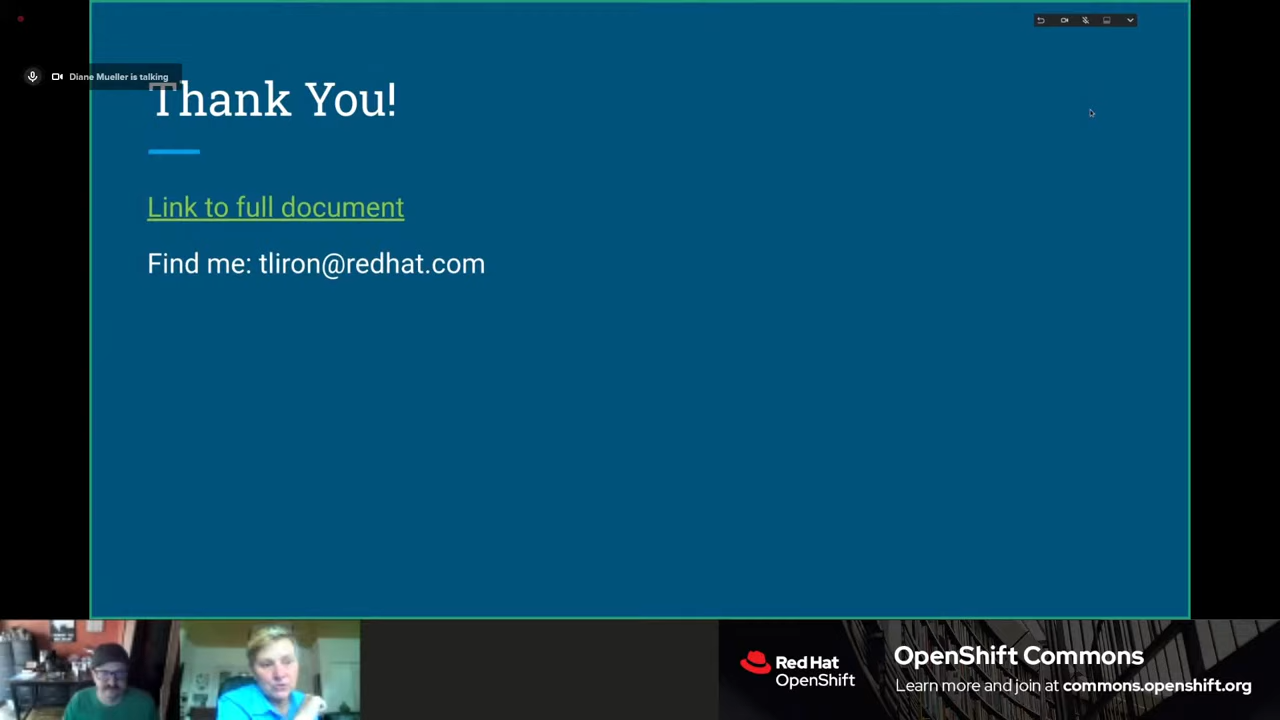 Diane Mueller is talking
Thank You!
Link to full document
Find me: tliron@redhat.com
Red Hat
OpenShift
OpenShift Commons
Learn more and join at commons.openshift.org